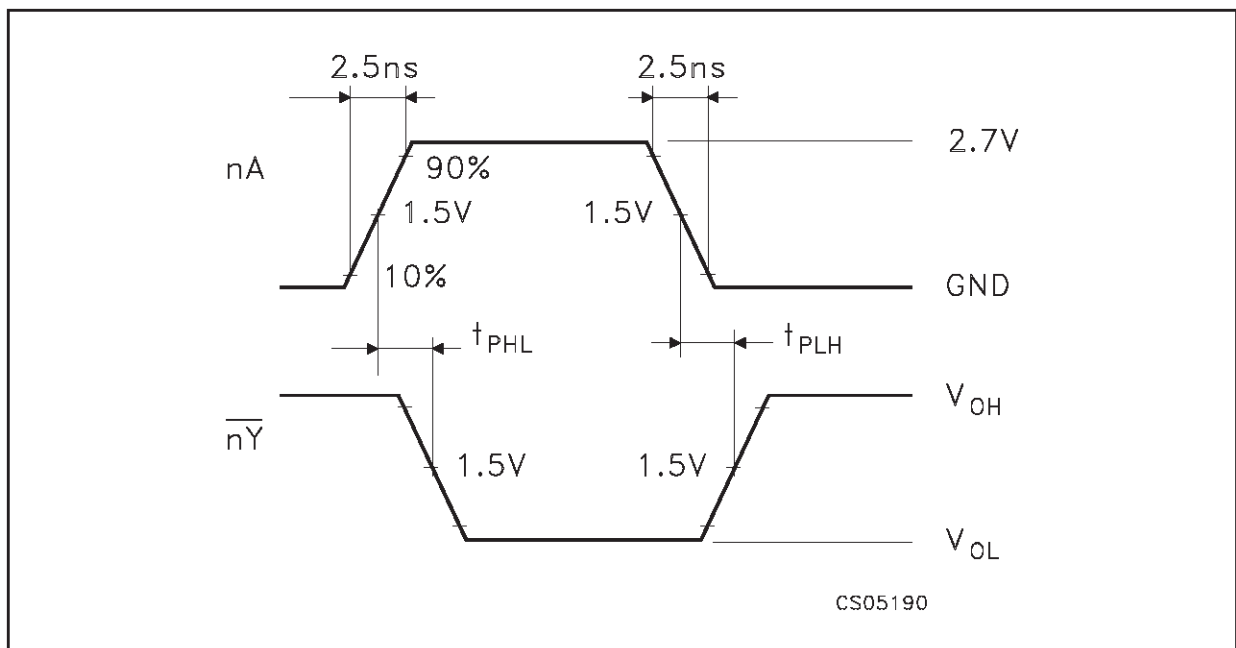 2.5ns 2.5ns
2.7V
nA 90%
1.5V 1.5V
10% GND
tPHL tPLH
VOH
nY
1.5V 1.5V
VOL
CS05190